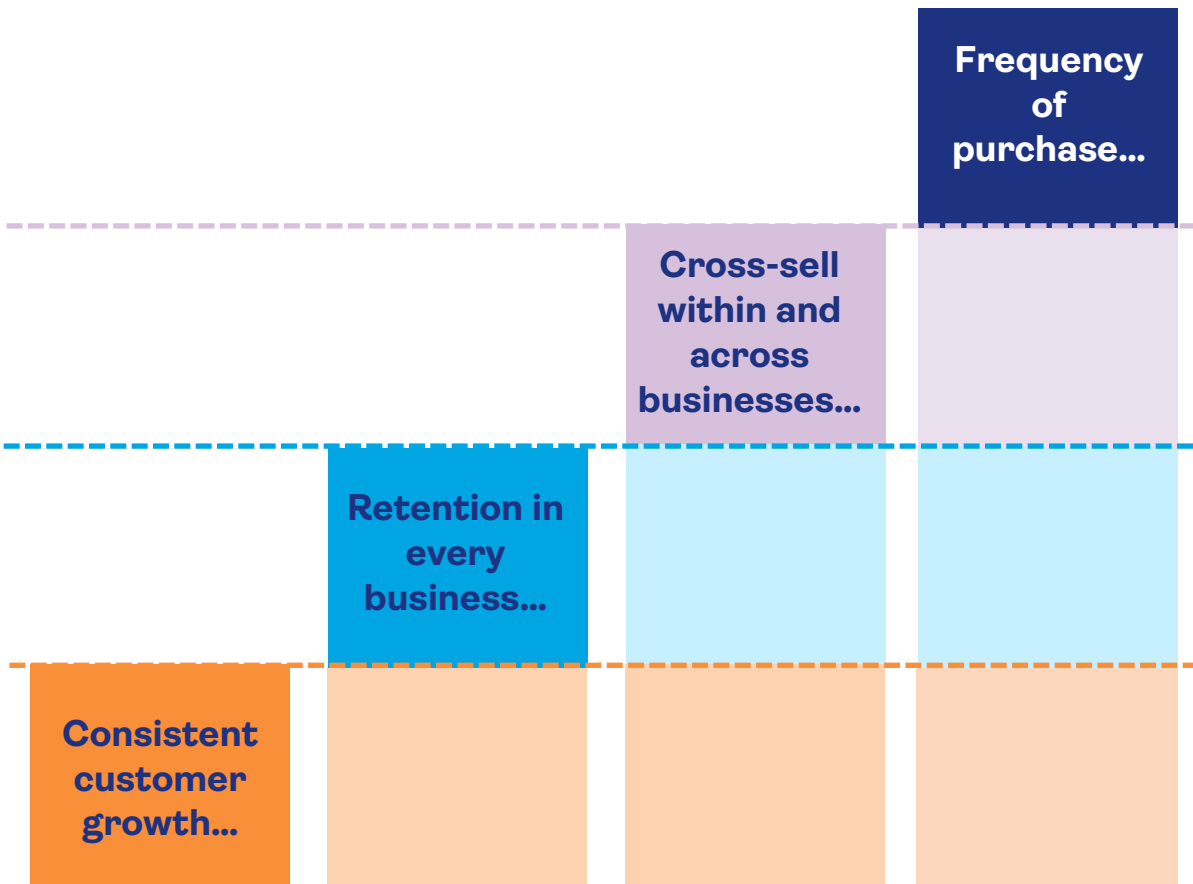 Frequency
of
purchase...
Cross-sell
within and
across
businesses...
Retention in
every
business...
Consistent
customer
growth...